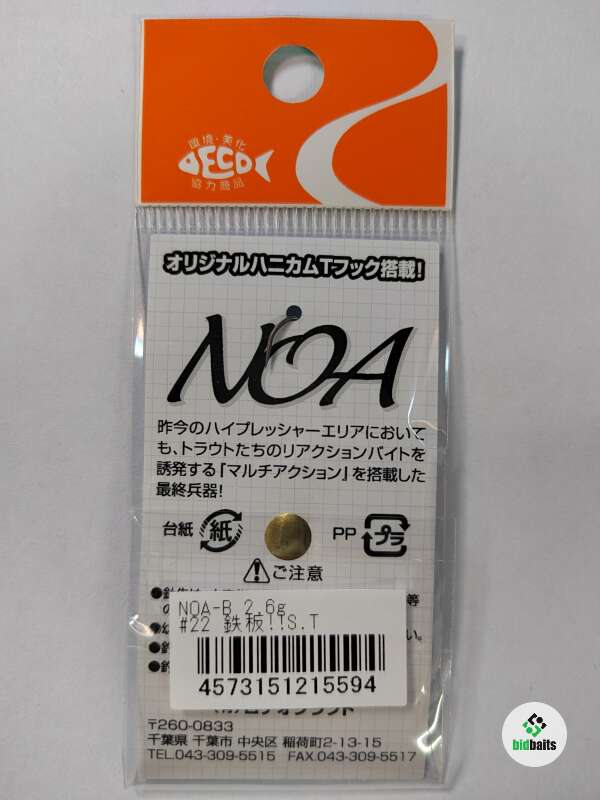 環境・美化
ECO
協力商品
オリジナルハニカムTフック搭載!
NOA
昨今のハイプレッシャーエリアにおいて
も、トラウトたちのリアクションバイトを
誘発する『マルチアクション』を搭載した
最終兵器!
台紙 紙 PP プラ
ご注意
NOA-B 2.6g
#22 鉄板!!S.T
4573151215594
〒260-0833
千葉県 千葉市 中央区 稲荷町2-13-15
TEL.043-309-5515 FAX.043-309-5517
bidbaits